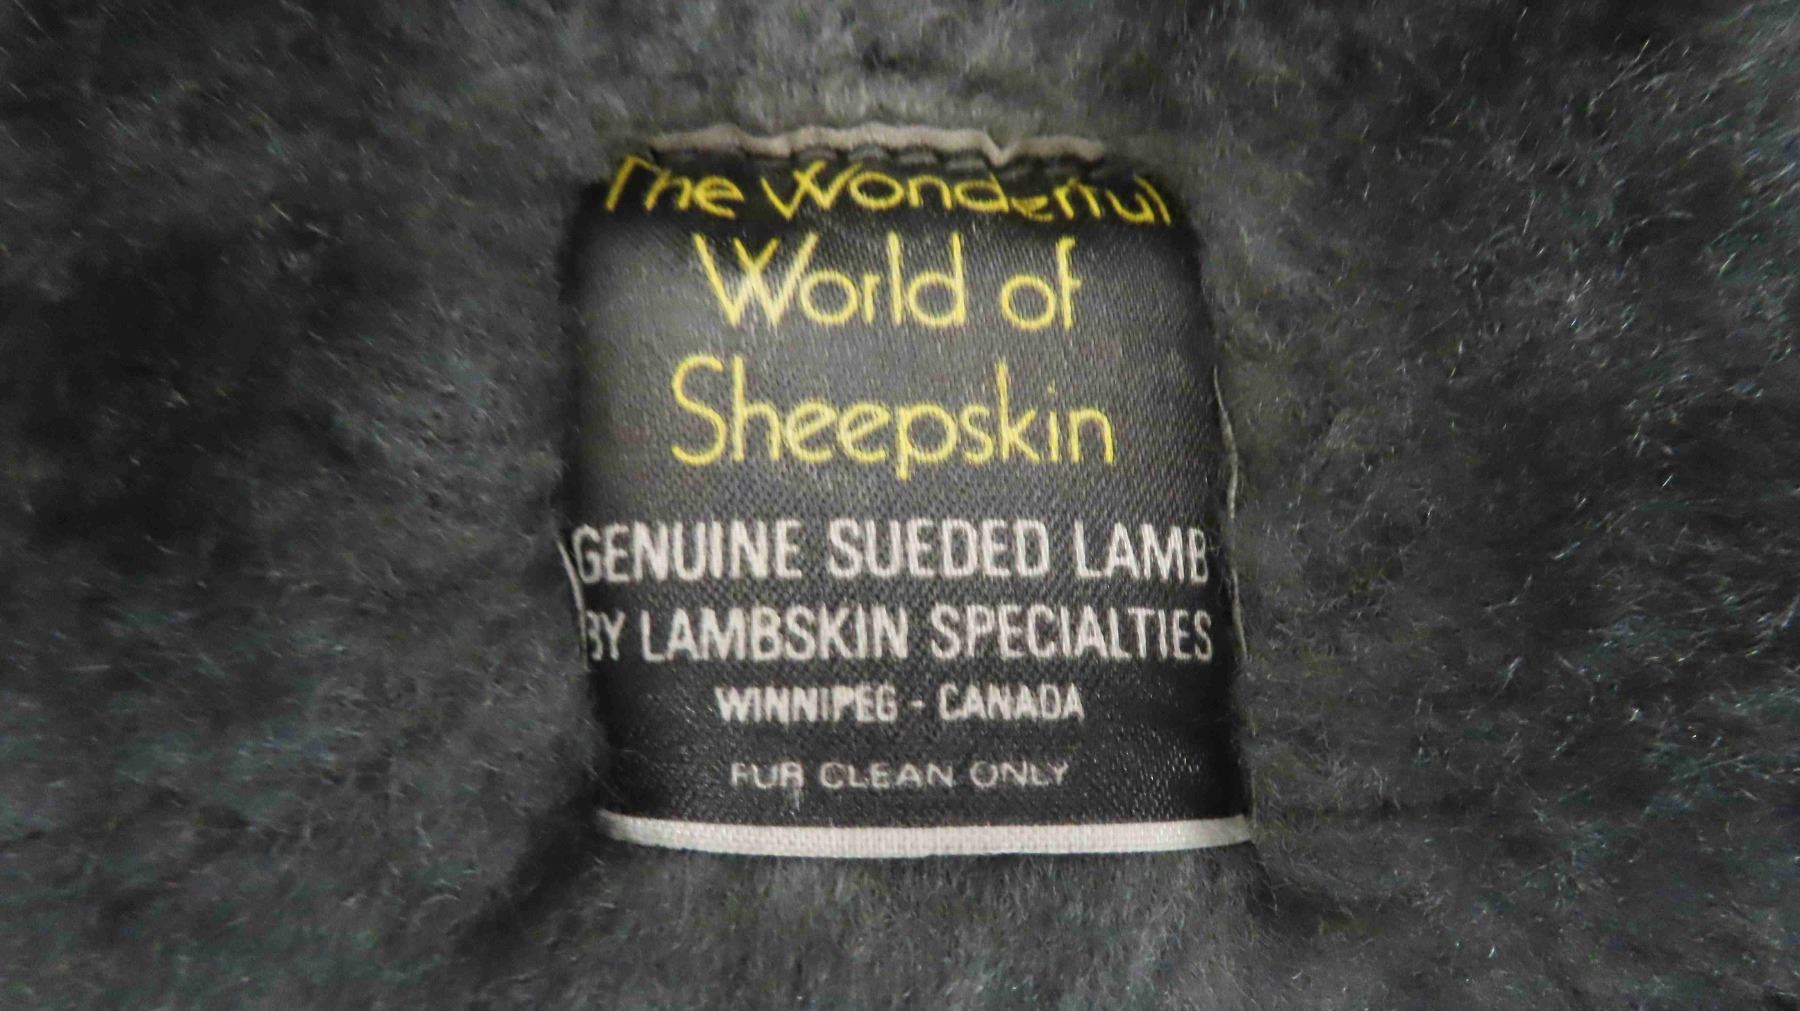 The Wonderful
World of
Sheepskin
GENUINE SUEDED LAMB
BY LAMBSKIN SPECIALTIES
WINNIPEG - CANADA
FUR CLEAN ONLY